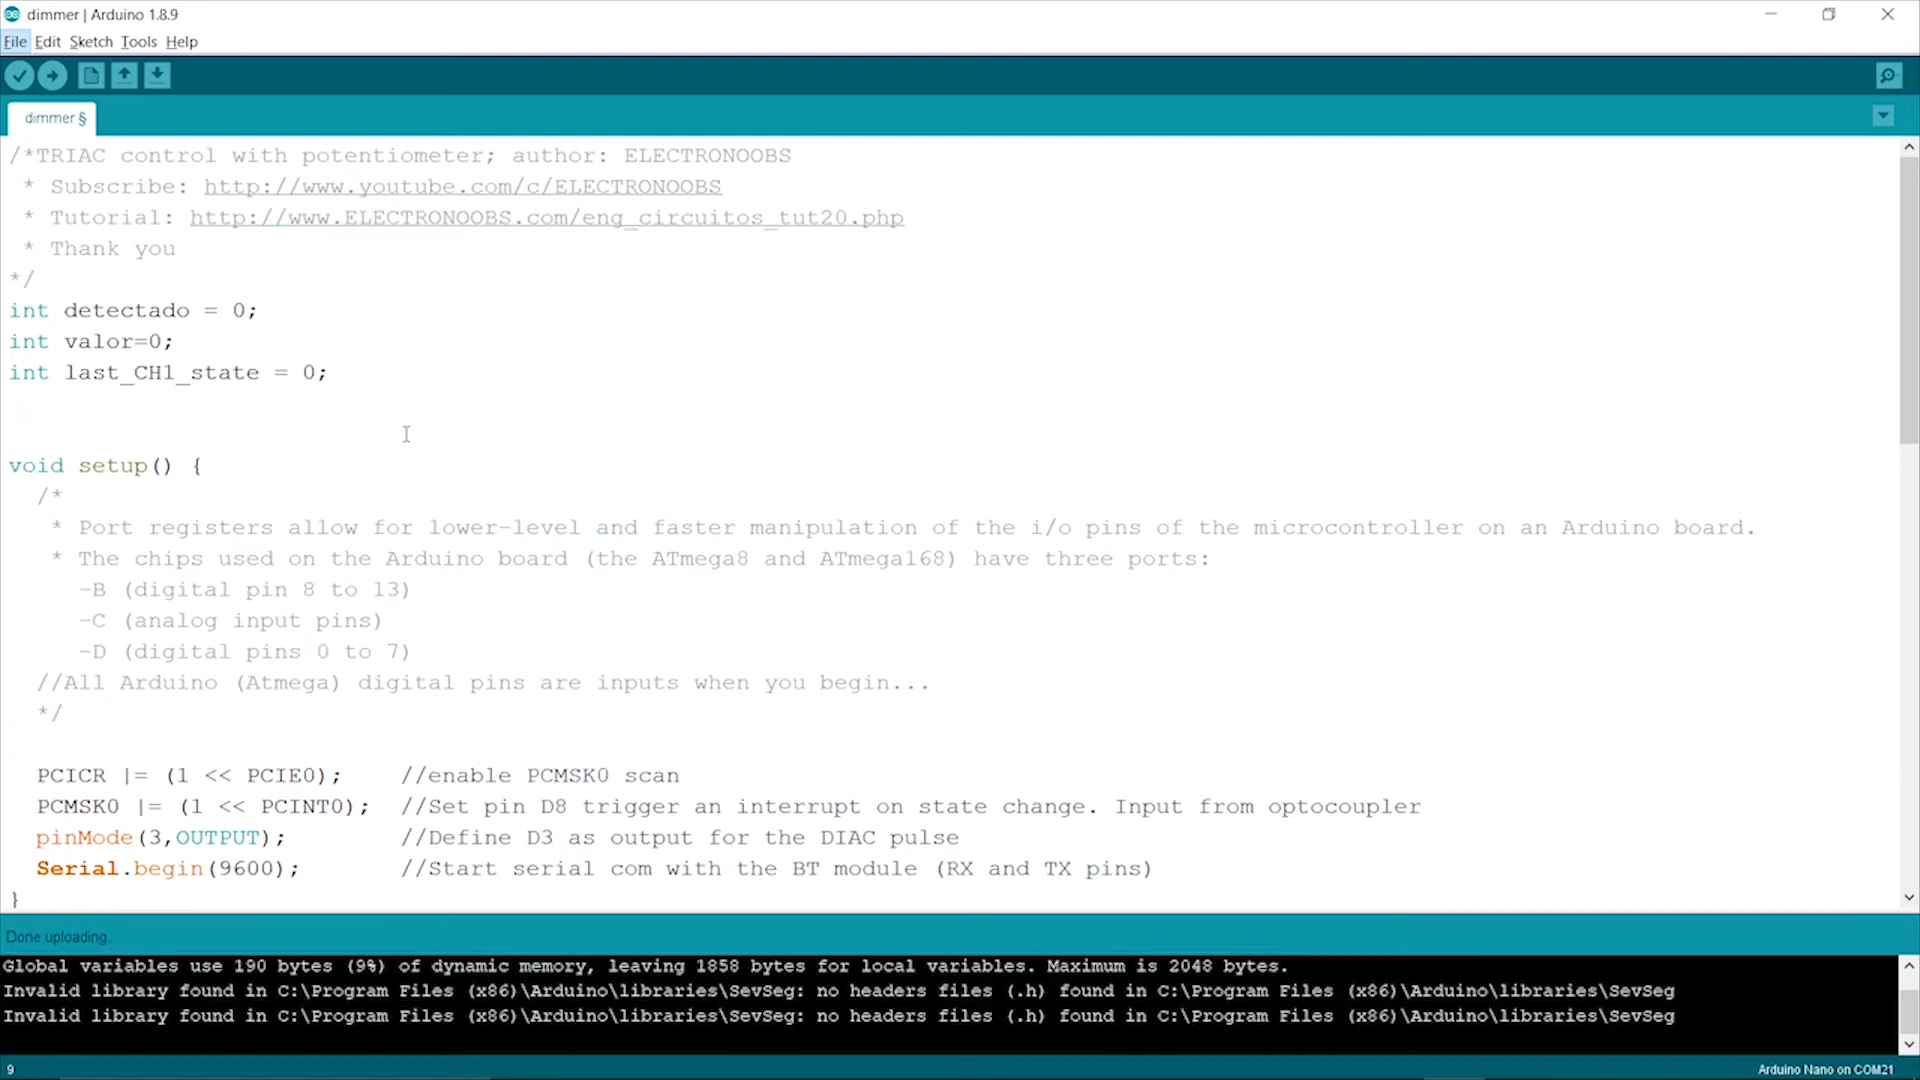 dimmer | Arduino 1.8.9
File Edit Sketch Tools Help
dimmer §
/*TRIAC control with potentiometer; author: ELECTRONOOBS
* Subscribe: http://www.youtube.com/c/ELECTRONOOBS
* Tutorial: http://www.ELECTRONOOBS.com/eng_circuitos_tut20.php
* Thank you
*/
int detectado = 0;
int valor=0;
int last_CH1_state = 0;
void setup() {
/*
* Port registers allow for lower-level and faster manipulation of the i/o pins of the microcontroller on an Arduino board.
* The chips used on the Arduino board (the ATmega8 and ATmega168) have three ports:
-B (digital pin 8 to 13)
-C (analog input pins)
-D (digital pins 0 to 7)
//All Arduino (Atmega) digital pins are inputs when you begin...
*/
PCICR |= (1 << PCIE0);    //enable PCMSK0 scan
PCMSK0 |= (1 << PCINT0);  //Set pin D8 trigger an interrupt on state change. Input from optocoupler
pinMode(3,OUTPUT);        //Define D3 as output for the DIAC pulse
Serial.begin(9600);       //Start serial com with the BT module (RX and TX pins)
}
Done uploading.
Global variables use 190 bytes (9%) of dynamic memory, leaving 1858 bytes for local variables. Maximum is 2048 bytes.
Invalid library found in C:\Program Files (x86)\Arduino\libraries\SevSeg: no headers files (.h) found in C:\Program Files (x86)\Arduino\libraries\SevSeg
Invalid library found in C:\Program Files (x86)\Arduino\libraries\SevSeg: no headers files (.h) found in C:\Program Files (x86)\Arduino\libraries\SevSeg
9
Arduino Nano on COM21